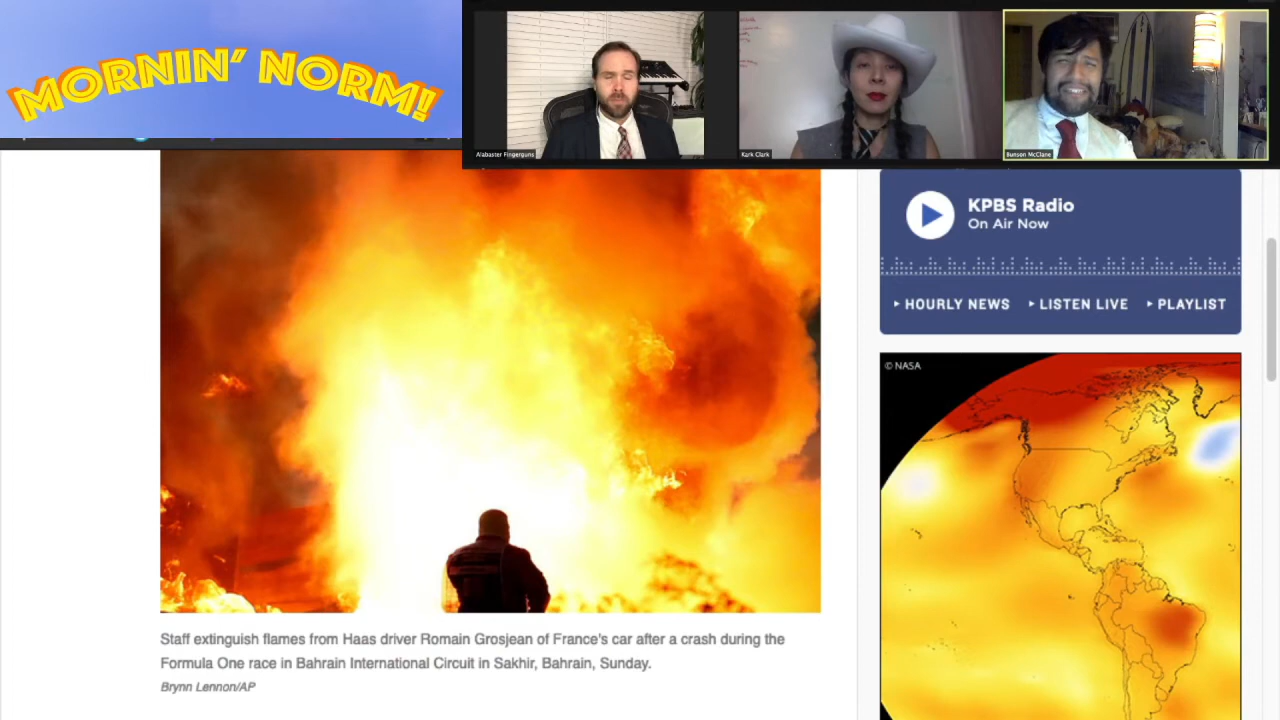 MORNIN' NORM!
Alabaster Fingerguns
Kark Clark
Bunson McClane
KPBS Radio
On Air Now
HOURLY NEWS
LISTEN LIVE
PLAYLIST
© NASA
Staff extinguish flames from Haas driver Romain Grosjean of France's car after a crash during the
Formula One race in Bahrain International Circuit in Sakhir, Bahrain, Sunday.
Brynn Lennon/AP